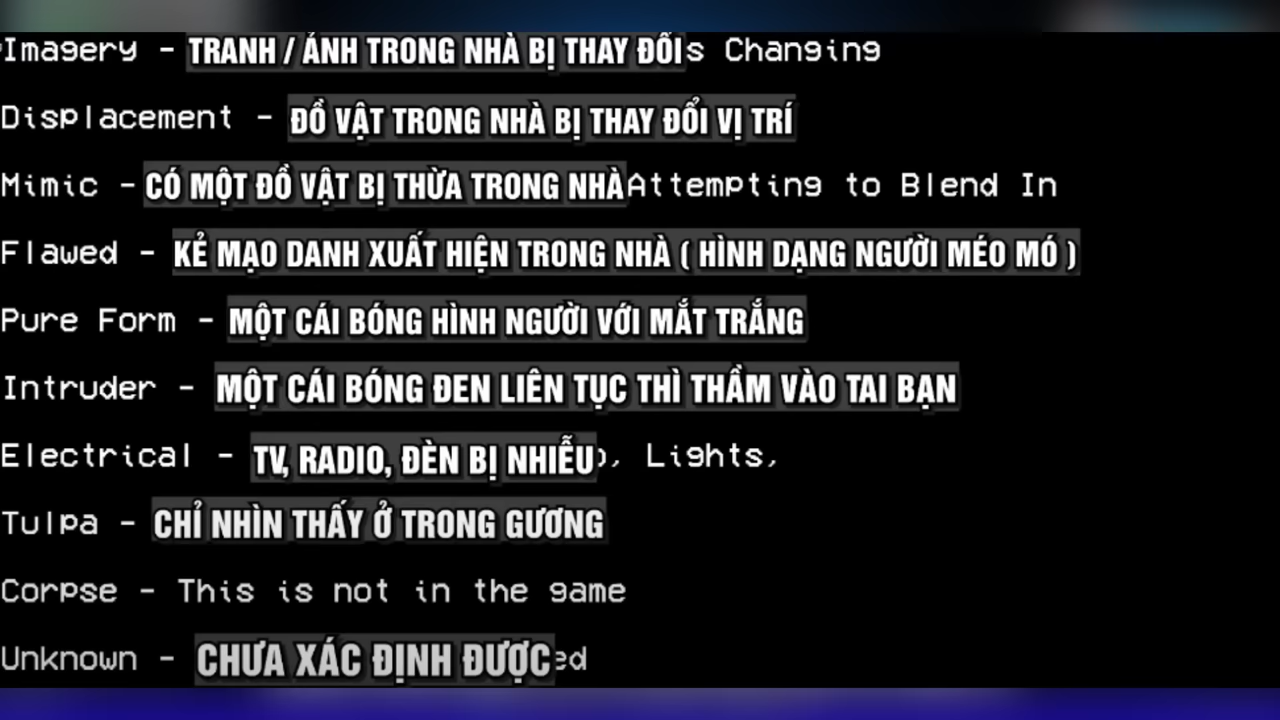 Imagery - TRANH / ẢNH TRONG NHÀ BỊ THAY ĐỔI s Changing
Displacement - ĐỒ VẬT TRONG NHÀ BỊ THAY ĐỔI VỊ TRÍ
Mimic - CÓ MỘT ĐỒ VẬT BỊ THỪA TRONG NHÀ Attempting to Blend In
Flawed - KẺ MẠO DANH XUẤT HIỆN TRONG NHÀ ( HÌNH DẠNG NGƯỜI MÉO MÓ )
Pure Form - MỘT CÁI BÓNG HÌNH NGƯỜI VỚI MẮT TRẮNG
Intruder - MỘT CÁI BÓNG ĐEN LIÊN TỤC THÌ THẦM VÀO TAI BẠN
Electrical - TV, RADIO, ĐÈN BỊ NHIỄU , Lights,
Tulpa - CHỈ NHÌN THẤY Ở TRONG GƯƠNG
Corpse - This is not in the game
Unknown - CHƯA XÁC ĐỊNH ĐƯỢC ed